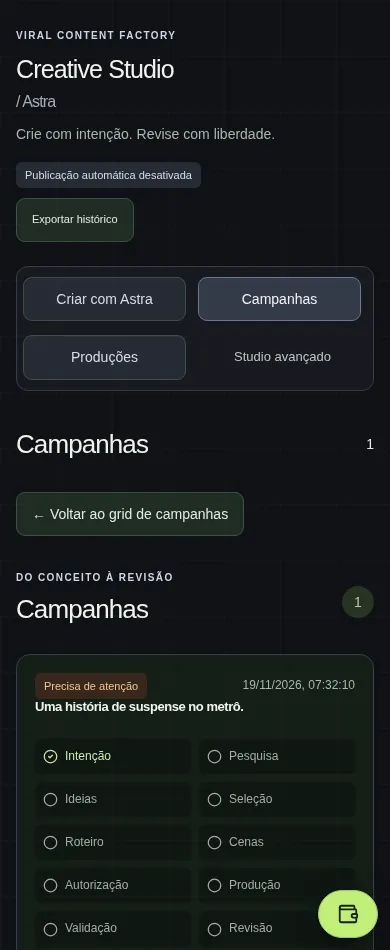 VIRAL CONTENT FACTORY
Creative Studio
/ Astra
Crie com intenção. Revise com liberdade.
Publicação automática desativada
Exportar histórico
Criar com Astra
Campanhas
Produções
Studio avançado
Campanhas
1
← Voltar ao grid de campanhas
DO CONCEITO À REVISÃO
Campanhas
1
Precisa de atenção
19/11/2026, 07:32:10
Uma história de suspense no metrô.
Intenção
Pesquisa
Ideias
Seleção
Roteiro
Cenas
Autorização
Produção
Validação
Revisão